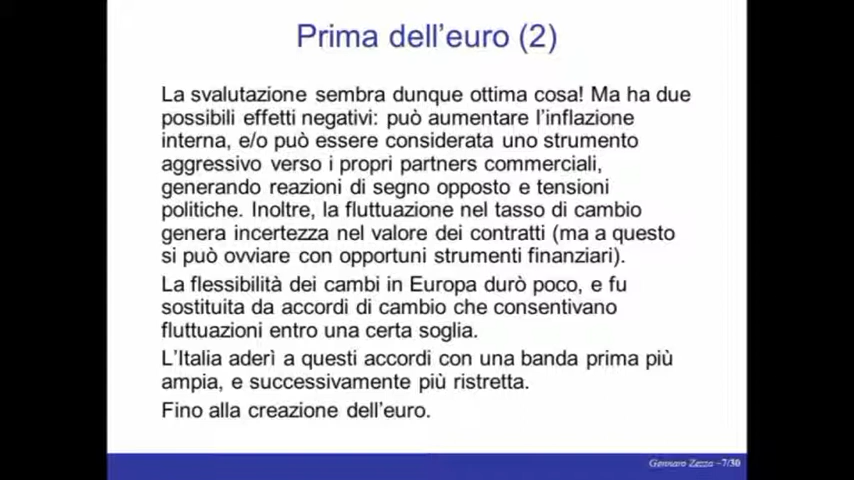 Prima dell'euro (2)
La svalutazione sembra dunque ottima cosa! Ma ha due
possibili effetti negativi: può aumentare l'inflazione
interna, e/o può essere considerata uno strumento
aggressivo verso i propri partners commerciali,
generando reazioni di segno opposto e tensioni
politiche. Inoltre, la fluttuazione nel tasso di cambio
genera incertezza nel valore dei contratti (ma a questo
si può ovviare con opportuni strumenti finanziari).
La flessibilità dei cambi in Europa durò poco, e fu
sostituita da accordi di cambio che consentivano
fluttuazioni entro una certa soglia.
L'Italia aderì a questi accordi con una banda prima più
ampia, e successivamente più ristretta.
Fino alla creazione dell'euro.
Gennaro Zezza –7/30